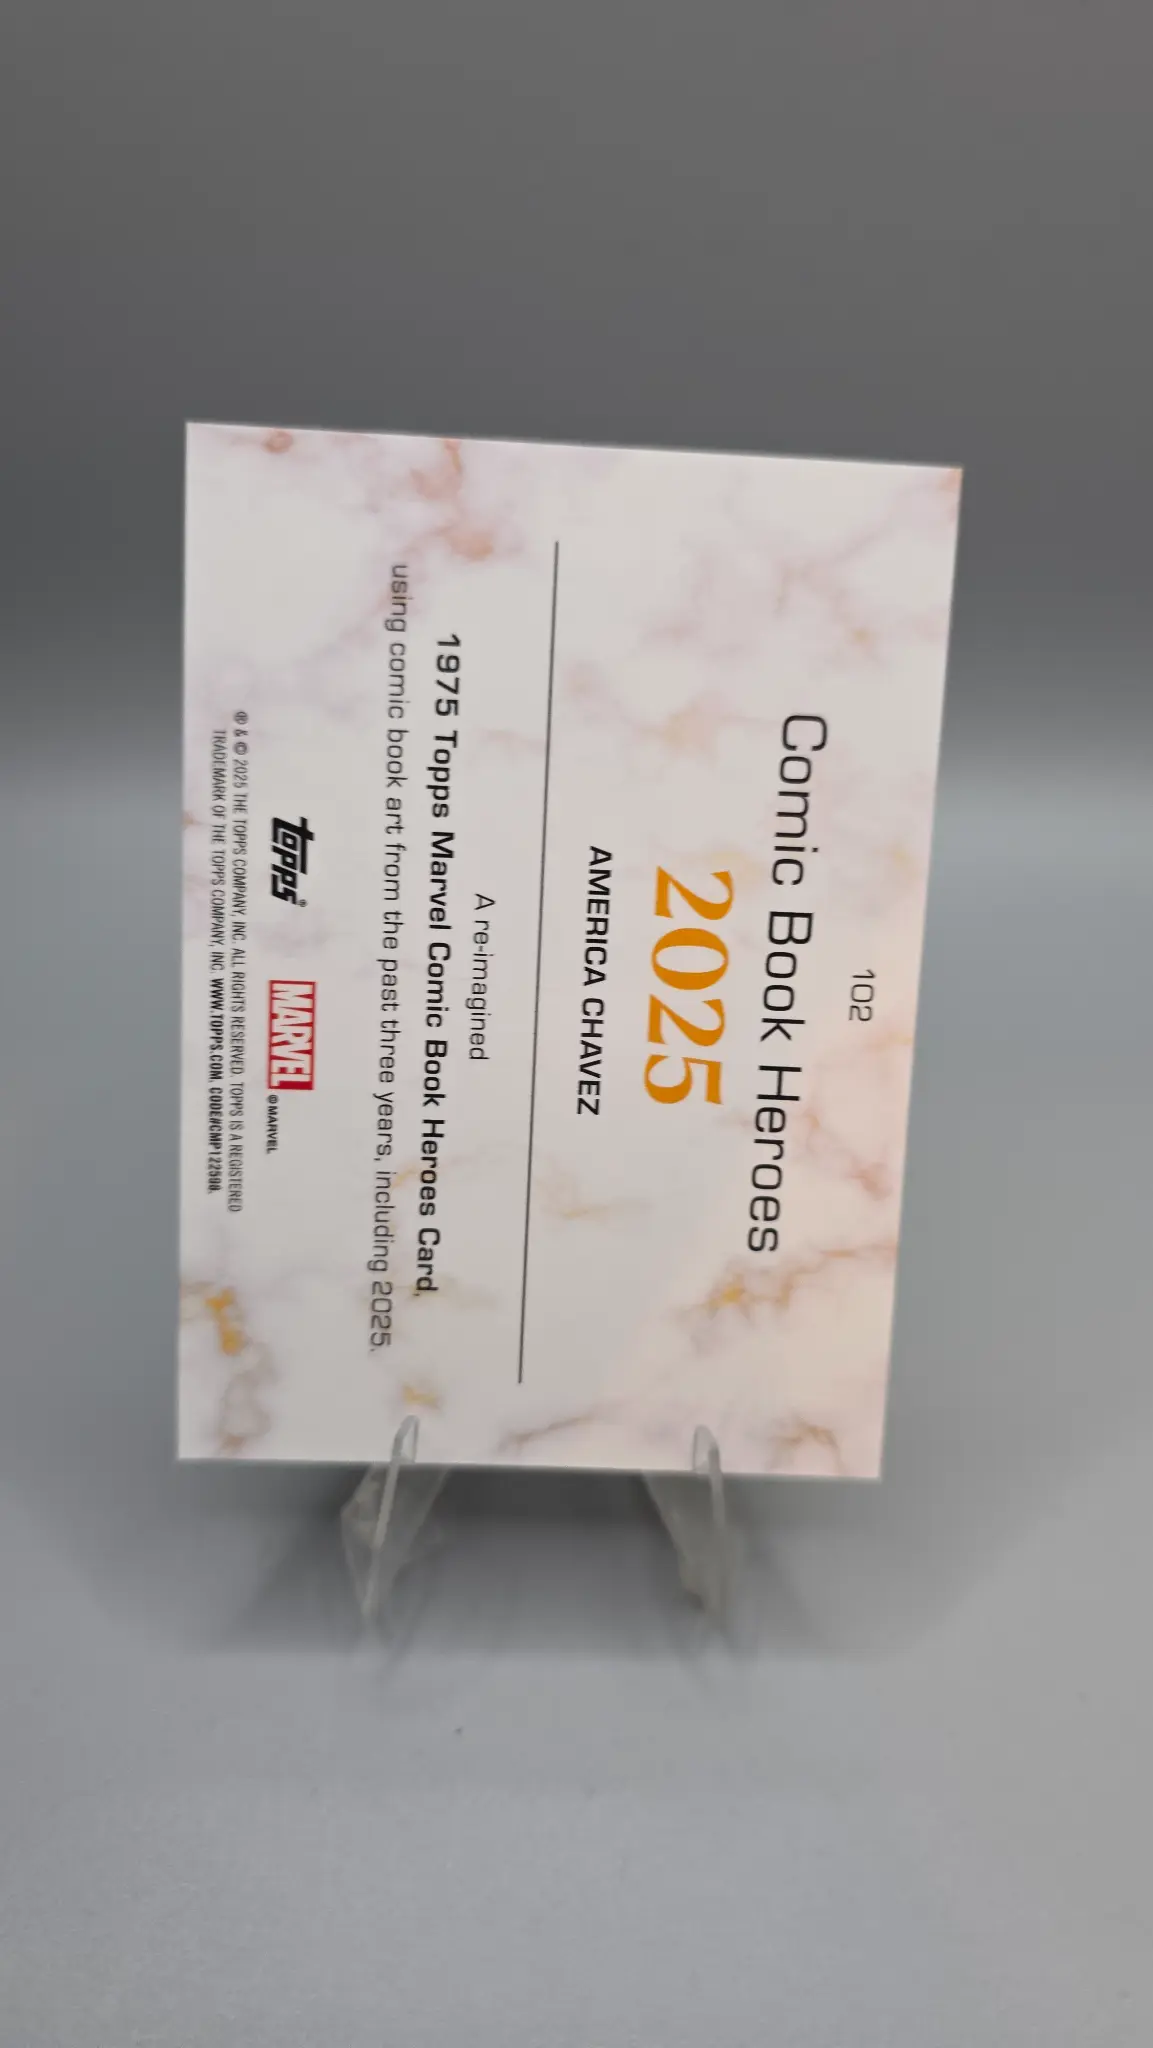 102
Comic Book Heroes
2025
AMERICA CHAVEZ
A re-imagined
1975 Topps Marvel Comic Book Heroes Card,
using comic book art from the past three years, including 2025.
topps® MARVEL ©MARVEL
® & © 2025 THE TOPPS COMPANY, INC. ALL RIGHTS RESERVED. TOPPS IS A REGISTERED
TRADEMARK OF THE TOPPS COMPANY, INC. WWW.TOPPS.COM, CODE#CMP122598.